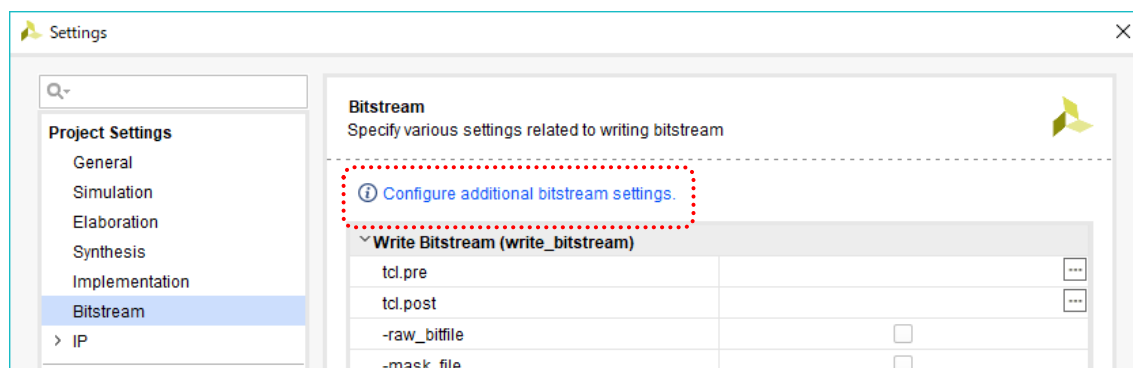 Settings
Project Settings
General
Simulation
Elaboration
Synthesis
Implementation
Bitstream
IP
Bitstream
Specify various settings related to writing bitstream
Configure additional bitstream settings.
Write Bitstream (write_bitstream)
tcl.pre
tcl.post
-raw_bitfile
-mask_file